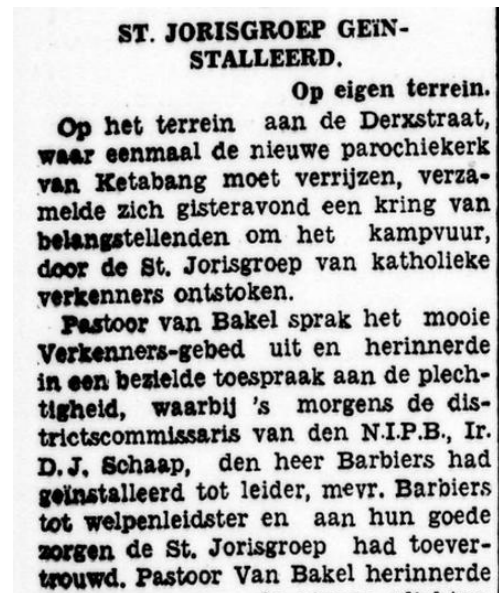 ST. JORISGROEP GEÏN-
STALLEERD.
Op eigen terrein.
Op het terrein aan de Derxstraat,
waar eenmaal de nieuwe parochiekerk
van Ketabang moet verrijzen, verza-
melde zich gisteravond een kring van
belangstellenden om het kampvuur,
door de St. Jorisgroep van katholieke
verkenners ontstoken.
Pastoor van Bakel sprak het mooie
Verkenners-gebed uit en herinnerde
in een bezielde toespraak aan de plech-
tigheid, waarbij 's morgens de dis-
trictscommissaris van den N.I.P.B., Ir.
D. J. Schaap, den heer Barbiers had
geïnstalleerd tot leider, mevr. Barbiers
tot welpenleidster en aan hun goede
zorgen de St. Jorisgroep had toever-
trouwd. Pastoor Van Bakel herinnerde